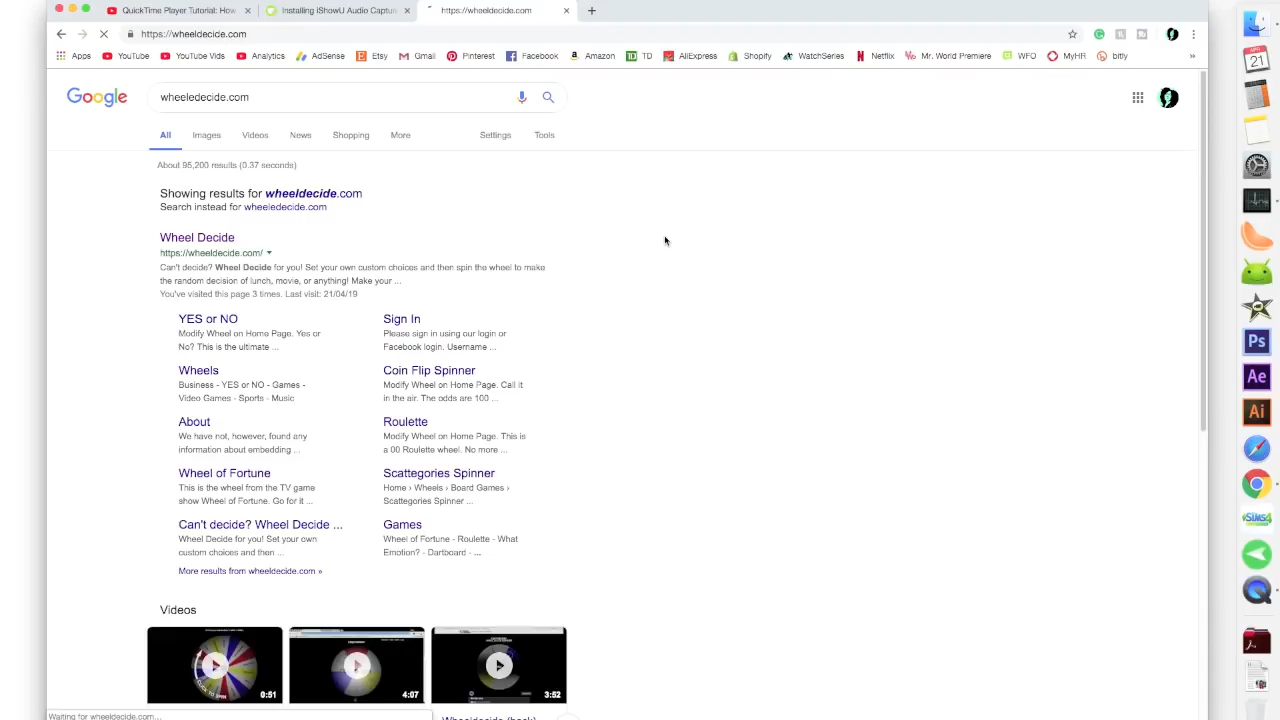 QuickTime Player Tutorial: How
Installing iShowU Audio Captur
https://wheeldecide.com
https://wheeldecide.com
Apps YouTube YouTube Vids Analytics AdSense Etsy Gmail Pinterest Facebook Amazon TD AliExpress Shopify WatchSeries Netflix Mr. World Premiere WFO MyHR bitly
Google
wheeledecide.com
All Images Videos News Shopping More Settings Tools
About 95,200 results (0.37 seconds)
Showing results for wheeldecide.com
Search instead for wheeledecide.com
Wheel Decide
https://wheeldecide.com/
Can't decide? Wheel Decide for you! Set your own custom choices and then spin the wheel to make
the random decision of lunch, movie, or anything! Make your ...
You've visited this page 3 times. Last visit: 21/04/19
YES or NO
Modify Wheel on Home Page. Yes or
No? This is the ultimate ...
Sign In
Please sign in using our login or
Facebook login. Username ...
Wheels
Business - YES or NO - Games -
Video Games - Sports - Music
Coin Flip Spinner
Modify Wheel on Home Page. Call it
in the air. The odds are 100 ...
About
We have not, however, found any
information about embedding ...
Roulette
Modify Wheel on Home Page. This is
a 00 Roulette wheel. No more ...
Wheel of Fortune
This is the wheel from the TV game
show Wheel of Fortune. Go for it ...
Scattegories Spinner
Home › Wheels › Board Games ›
Scattegories Spinner ...
Can't decide? Wheel Decide ...
Wheel Decide for you! Set your own
custom choices and then ...
Games
Wheel of Fortune - Roulette - What
Emotion? - Dartboard - ...
More results from wheeldecide.com »
Videos
0:51
4:07
3:52
Waiting for wheeldecide.com...
Wheeldecide (hack)
21
Ps
Ae
Ai
SIMS4